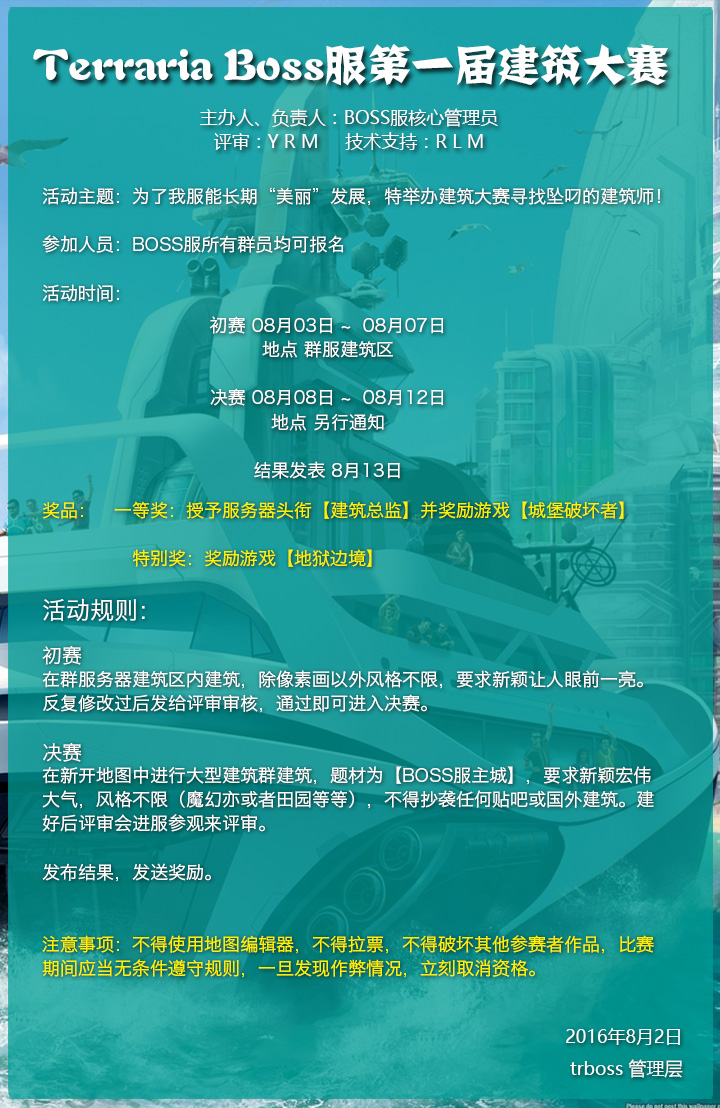 Terraria Boss服第一届建筑大赛
主办人、负责人：BOSS服核心管理员
评审：Y R M 技术支持：R L M
活动主题：为了我服能长期“美丽”发展，特举办建筑大赛寻找坠叼的建筑师！
参加人员：BOSS服所有群员均可报名
活动时间：
初赛 08月03日 ~ 08月07日
地点 群服建筑区
决赛 08月08日 ~ 08月12日
地点 另行通知
结果发表 8月13日
奖品： 一等奖：授予服务器头衔【建筑总监】并奖励游戏【城堡破坏者】
特别奖：奖励游戏【地狱边境】
活动规则：
初赛
在群服务器建筑区内建筑，除像素画以外风格不限，要求新颖让人眼前一亮。
反复修改过后发给评审审核，通过即可进入决赛。
决赛
在新开地图中进行大型建筑群建筑，题材为【BOSS服主城】，要求新颖宏伟
大气，风格不限（魔幻亦或者田园等等），不得抄袭任何贴吧或国外建筑。建
好后评审会进服参观来评审。
发布结果，发送奖励。
注意事项：不得使用地图编辑器，不得拉票，不得破坏其他参赛者作品，比赛
期间应当无条件遵守规则，一旦发现作弊情况，立刻取消资格。
2016年8月2日
trboss 管理层
Please do not post this wallpaper